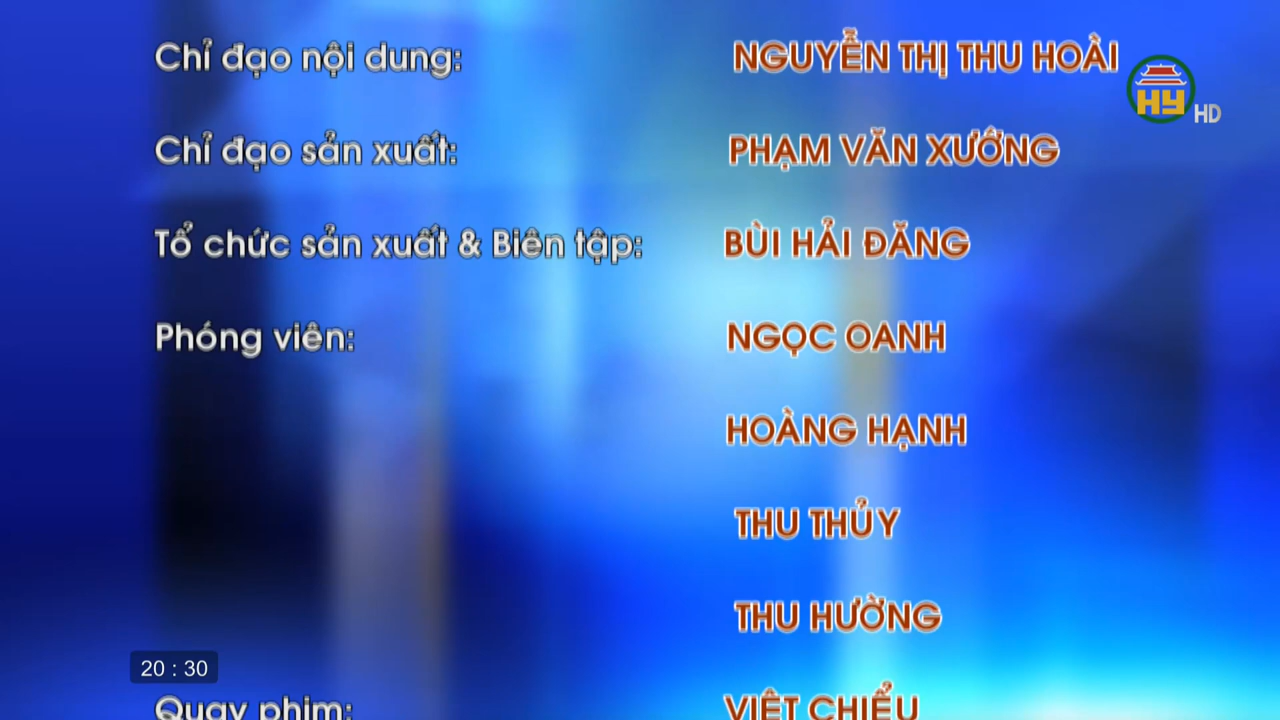 Chỉ đạo nội dung: NGUYỄN THỊ THU HOÀI
HY HD
Chỉ đạo sản xuất: PHẠM VĂN XƯỞNG
Tổ chức sản xuất & Biên tập: BÙI HẢI ĐĂNG
Phóng viên: NGỌC OANH
HOÀNG HẠNH
THU THỦY
THU HƯỜNG
20 : 30
Quay phim: VIỆT CHIỂU